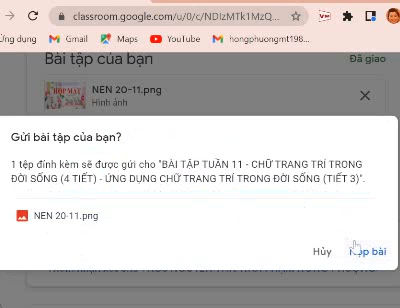 classroom.google.com/u/0/c/NDIzMTk1MzQ...
Ứng dụng Gmail Maps YouTube hongphuongmt198...
Bài tập của bạn Đã giao
HỌP MẶT
NEN 20-11.png
Hình ảnh
Gửi bài tập của bạn?
1 tệp đính kèm sẽ được gửi cho "BÀI TẬP TUẦN 11 - CHỮ TRANG TRÍ TRONG
ĐỜI SỐNG (4 TIẾT) - ỨNG DỤNG CHỮ TRANG TRÍ TRONG ĐỜI SỐNG (TIẾT 3)".
NEN 20-11.png
Hủy Nộp bài